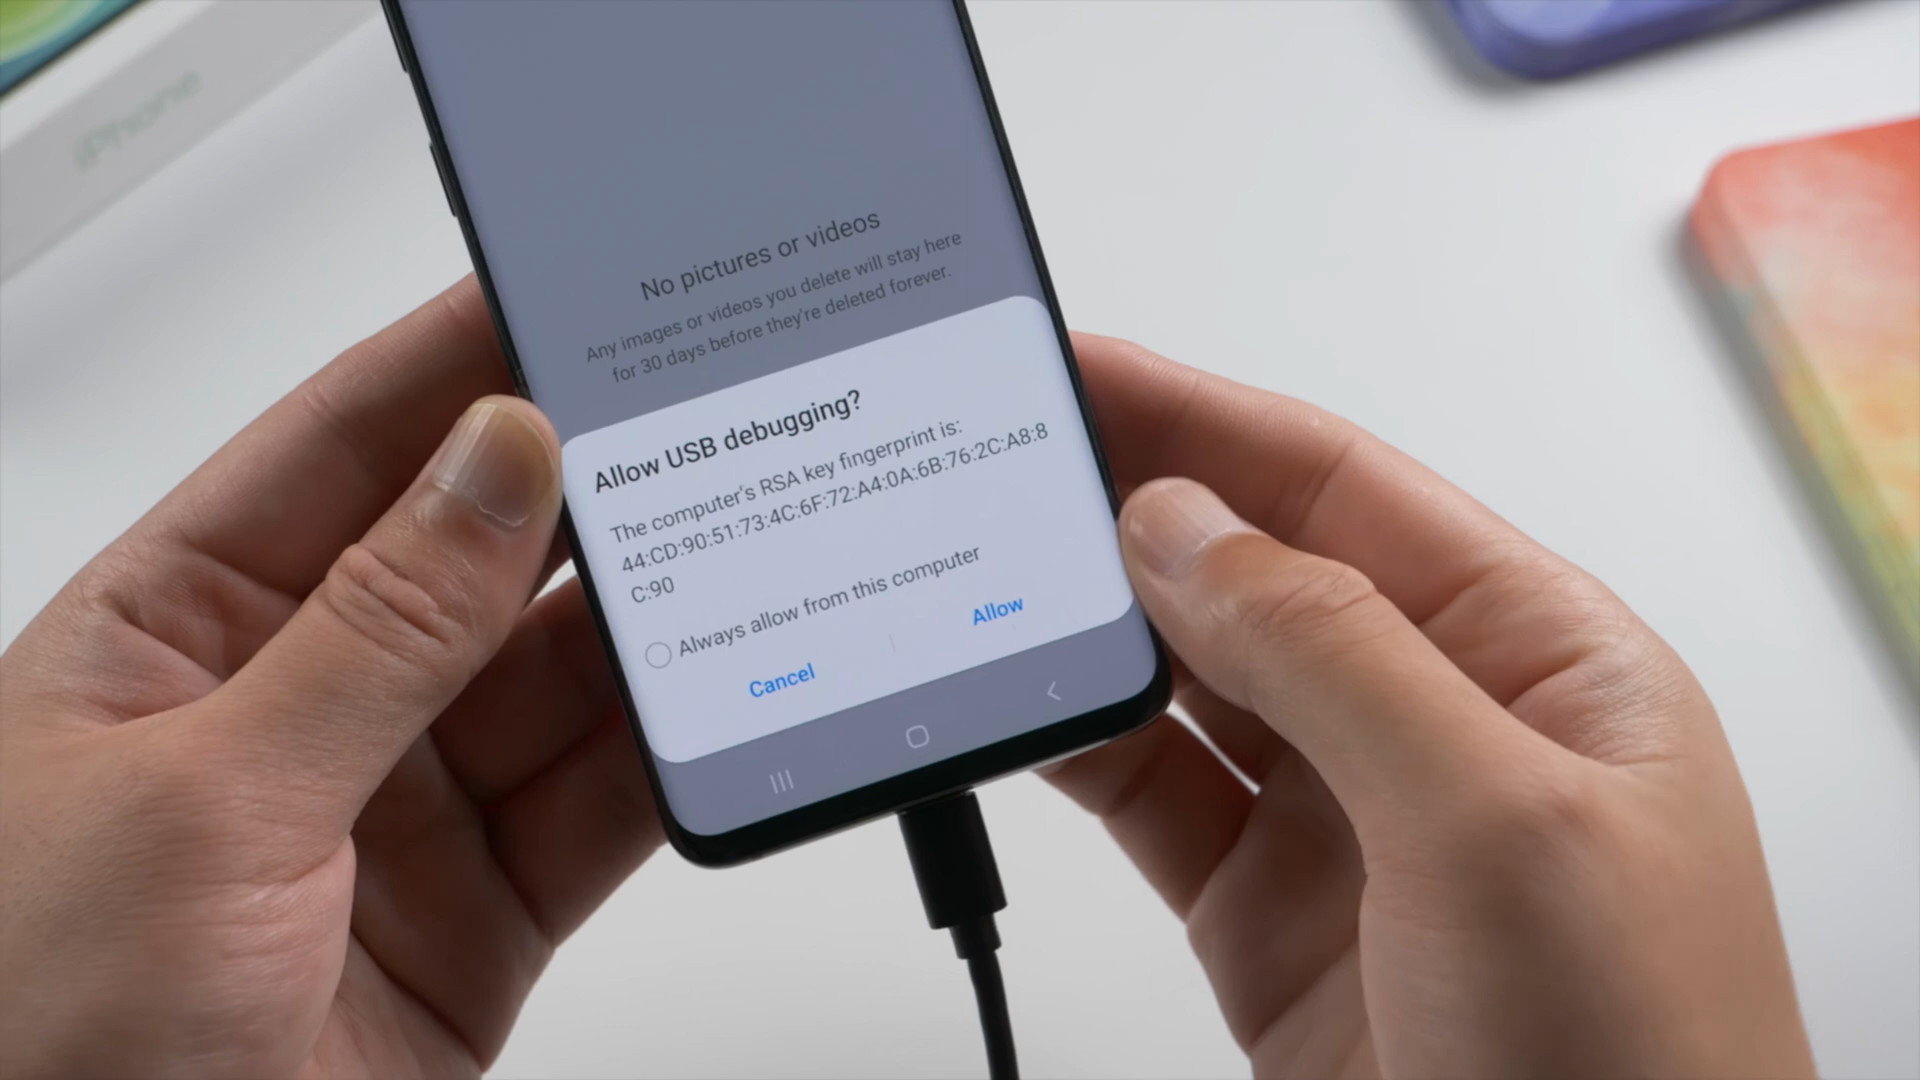 iPhone
No pictures or videos
Any images or videos you delete will stay here
for 30 days before they're deleted forever.
Allow USB debugging?
The computer's RSA key fingerprint is:
44:CD:90:51:73:4C:6F:72:A4:0A:6B:76:2C:A8:8
C:90
Always allow from this computer
Cancel
Allow